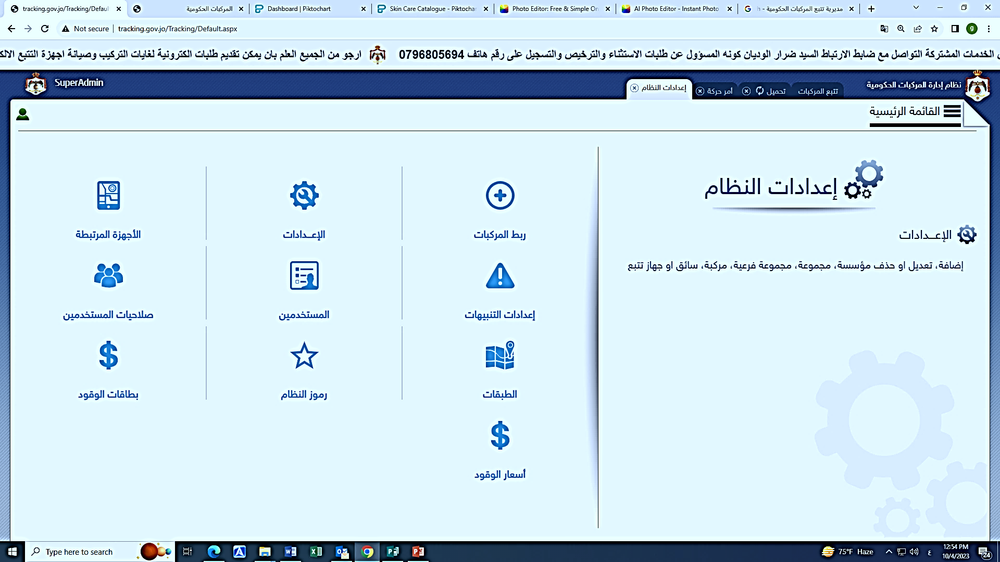 tracking.gov.jo/Tracking/Defaul
المركبات الحكومية
Dashboard | Piktochart
Skin Care Catalogue - Piktochar
Photo Editor: Free & Simple On
AI Photo Editor - Instant Photo
مديرية تتبع المركبات الحكومية -
Not secure
tracking.gov.jo/Tracking/Default.aspx
الخدمات المشتركة التواصل مع ضابط الارتباط السيد ضرار الوديان كونه المسؤول عن طلبات الاستثناء والترخيص والتسجيل على رقم هاتف 0796805694
ارجو من الجميع العلم بان يمكن تقديم طلبات الكترونية لغايات التركيب وصيانة اجهزة التتبع
نظام إدارة المركبات الحكومية
تتبع المركبات
تحميل
أمر حركة
إعدادات النظام
SuperAdmin
القائمة الرئيسية
إعدادات النظام
الإعــدادات
إضافة، تعديل او حذف مؤسسة، مجموعة، مجموعة فرعية، مركبة، سائق او جهاز تتبع
ربط المركبات
الإعــدادات
الأجهزة المرتبطة
إعدادات التنبيهات
المستخدمين
صلاحيات المستخدمين
الطبقات
رموز النظام
بطاقات الوقود
أسعار الوقود
Type here to search
75°F Haze
ع
12:54 PM
10/4/2023
24